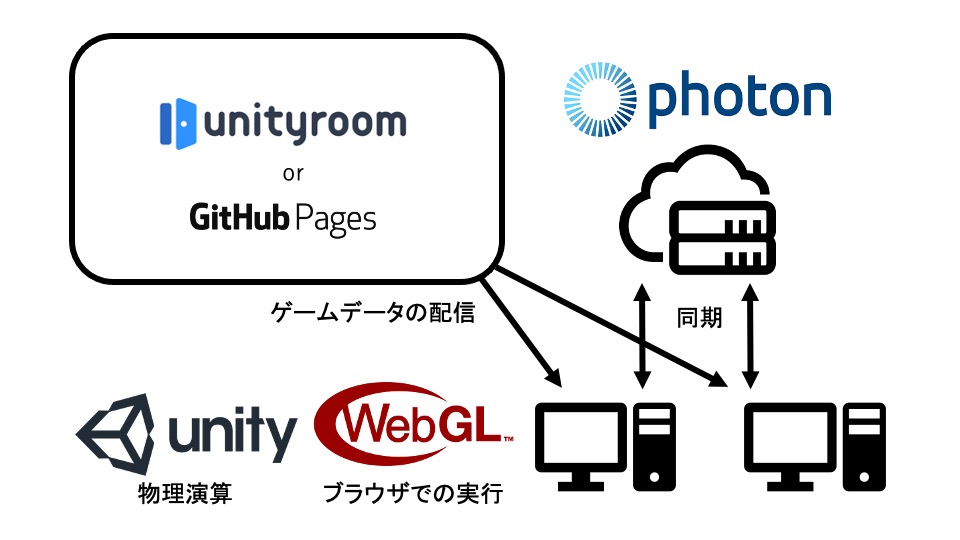 unityroom
or
GitHub Pages
photon
ゲームデータの配信
同期
unity
WebGL™
物理演算
ブラウザでの実行